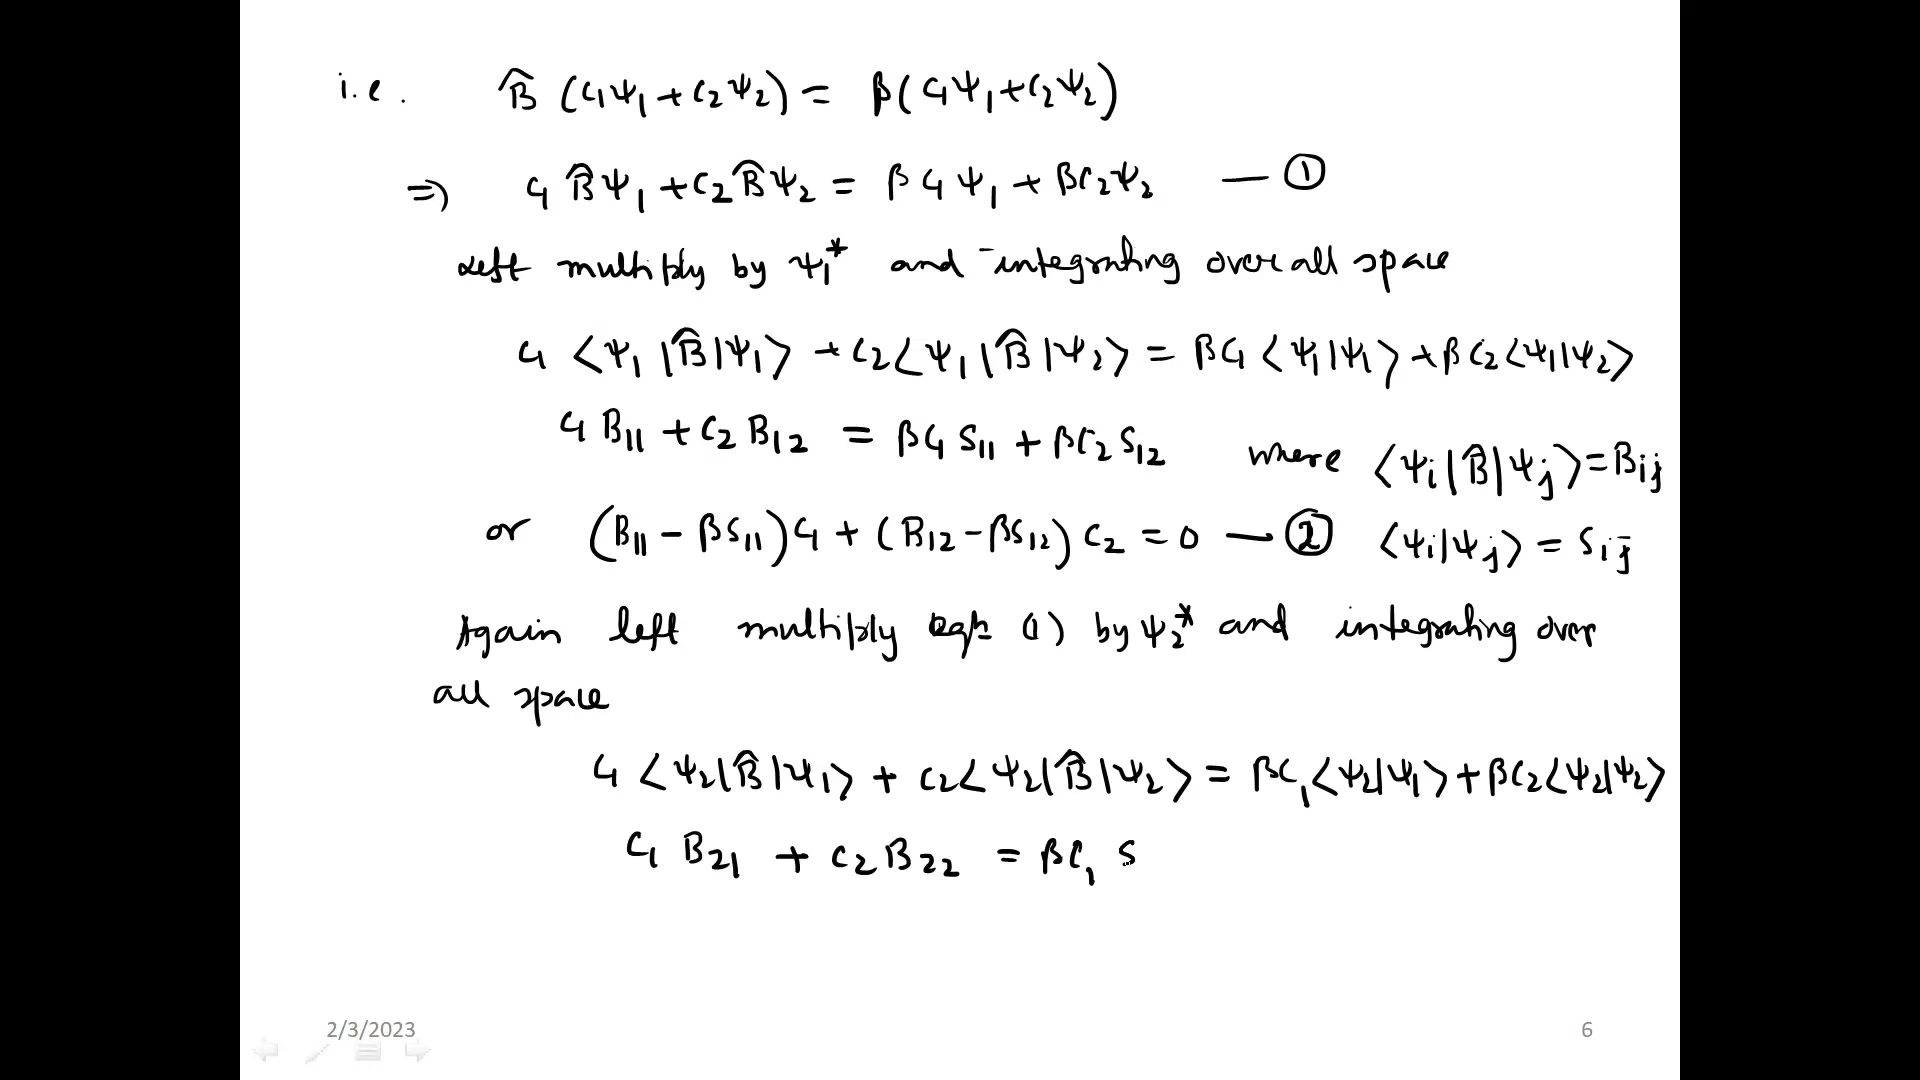 i.e. B̂ (C₁Ψ₁ + C₂Ψ₂) = β(C₁Ψ₁ + C₂Ψ₂)
⇒) C₁ B̂Ψ₁ + C₂B̂Ψ₂ = βC₁Ψ₁ + βC₂Ψ₂ — ①
Left multiply by Ψ₁* and integrating over all space
C₁ ⟨Ψ₁|B̂|Ψ₁⟩ + C₂⟨Ψ₁|B̂|Ψ₂⟩ = βC₁⟨Ψ₁|Ψ₁⟩ + βC₂⟨Ψ₁|Ψ₂⟩
C₁ B₁₁ + C₂ B₁₂ = βC₁ S₁₁ + βC₂ S₁₂ where ⟨Ψi|B̂|Ψj⟩ = Bij
or (B₁₁ − βS₁₁)C₁ + (B₁₂ − βS₁₂)C₂ = 0 — ② ⟨Ψi|Ψj⟩ = Sij
Again left multiply eqn (1) by Ψ₂* and integrating over
all space
C₁ ⟨Ψ₂|B̂|Ψ₁⟩ + C₂⟨Ψ₂|B̂|Ψ₂⟩ = βC₁⟨Ψ₂|Ψ₁⟩ + βC₂⟨Ψ₂|Ψ₂⟩
C₁ B₂₁ + C₂ B₂₂ = βC₁ S
2/3/2023 6